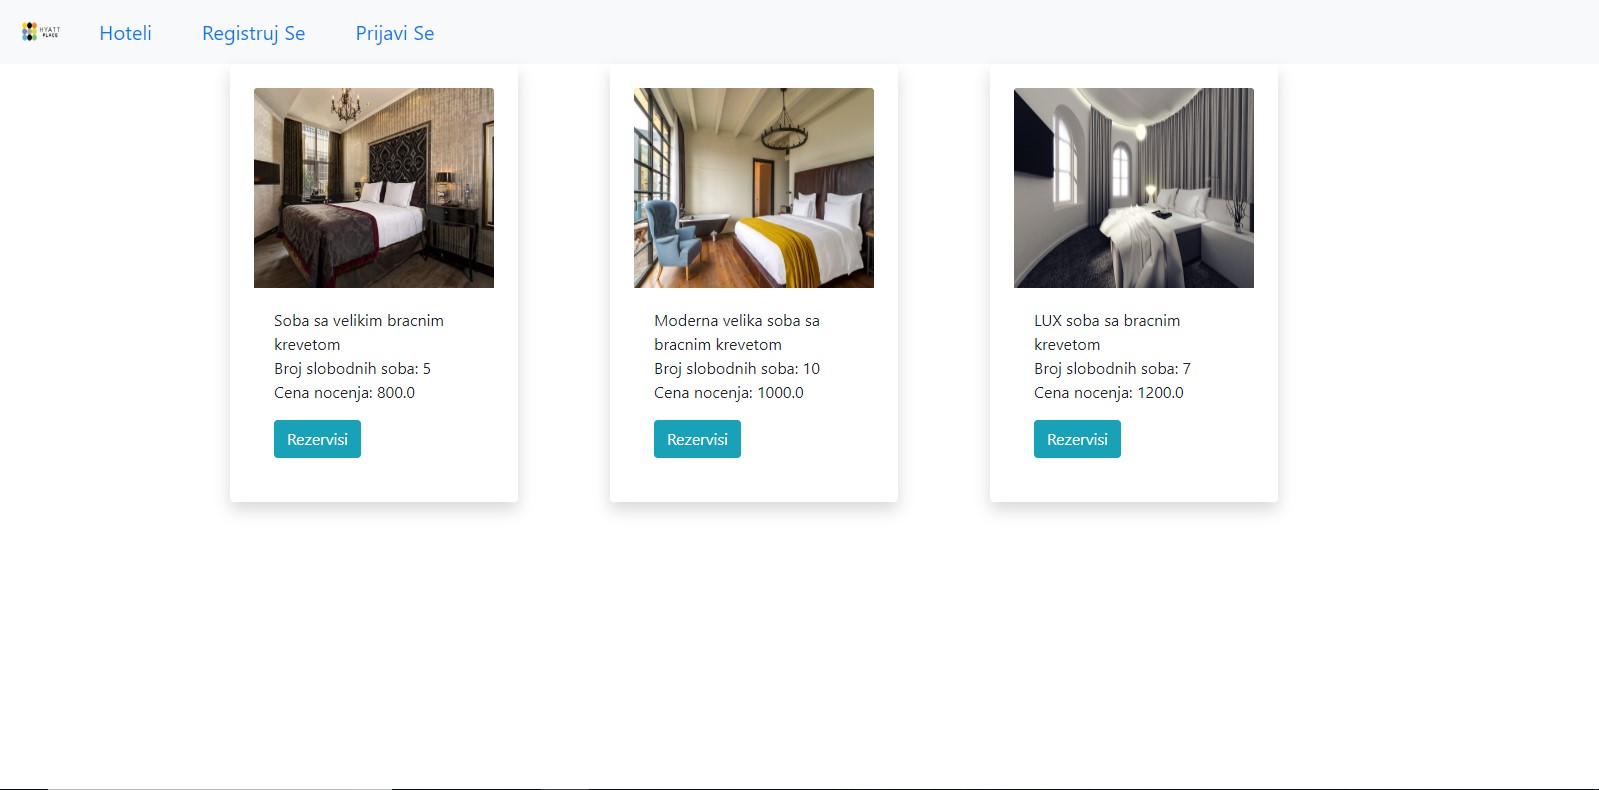 HYATT
PLACE
Hoteli
Registruj Se
Prijavi Se
Soba sa velikim bracnim
krevetom
Broj slobodnih soba: 5
Cena nocenja: 800.0
Rezervisi
Moderna velika soba sa
bracnim krevetom
Broj slobodnih soba: 10
Cena nocenja: 1000.0
Rezervisi
LUX soba sa bracnim
krevetom
Broj slobodnih soba: 7
Cena nocenja: 1200.0
Rezervisi